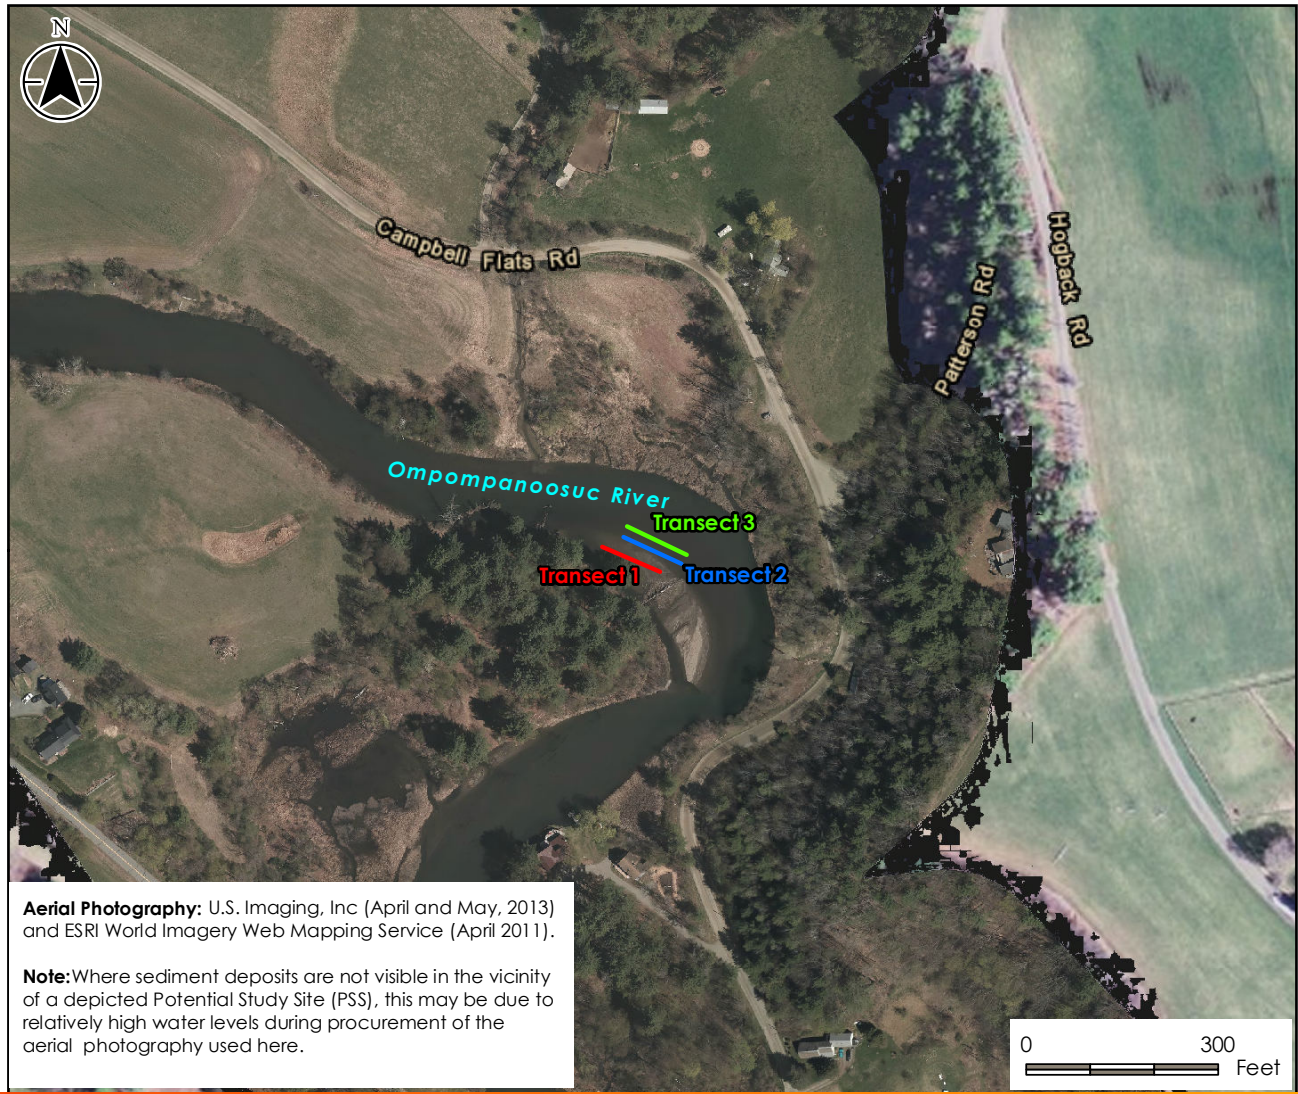 N
Campbell Flats Rd
Hogback Rd
Patterson Rd
Ompompanoosuc River
Transect 3
Transect 1
Transect 2
Aerial Photography: U.S. Imaging, Inc (April and May, 2013)
and ESRI World Imagery Web Mapping Service (April 2011).
Note:Where sediment deposits are not visible in the vicinity
of a depicted Potential Study Site (PSS), this may be due to
relatively high water levels during procurement of the
aerial photography used here.
0 300
Feet